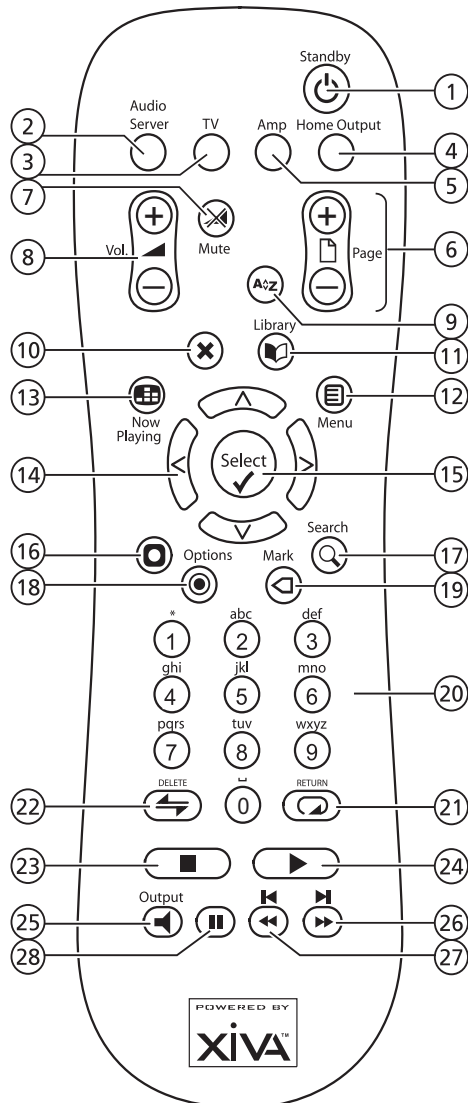 Standby
1
Audio
Server
TV
Amp
Home Output
2
3
4
5
7
Mute
Vol.
Page
8
6
A Z
9
Library
10
11
Now
Playing
Menu
13
12
14
Select
15
Search
16
17
Options
Mark
18
19
*
abc
def
1
2
3
ghi
jkl
mno
4
5
6
20
pqrs
tuv
wxyz
7
8
9
DELETE
RETURN
0
22
21
23
24
Output
25
26
28
27
POWERED BY
XiVA™